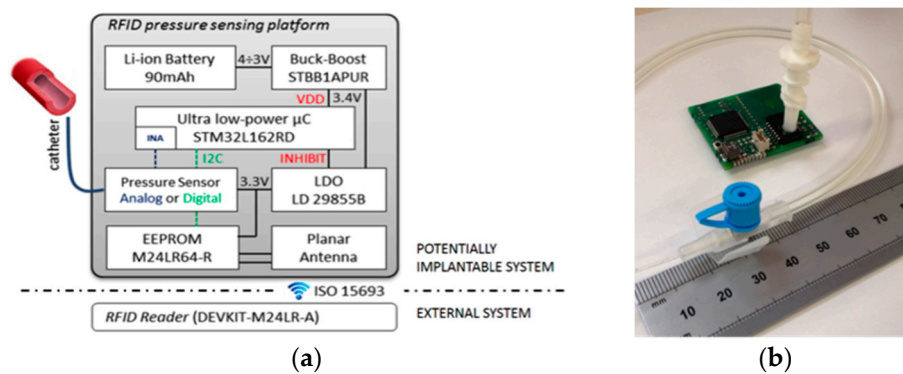 RFID pressure sensing platform
Li-ion Battery
90mAh
4÷3V
Buck-Boost
STBB1APUR
VDD
3.4V
Ultra low-power µC
STM32L162RD
INA
I2C
INHIBIT
catheter
Pressure Sensor
Analog or Digital
3.3V
LDO
LD 29855B
EEPROM
M24LR64-R
Planar
Antenna
POTENTIALLY
IMPLANTABLE SYSTEM
ISO 15693
RFID Reader (DEVKIT-M24LR-A)
EXTERNAL SYSTEM
mm
10
20
30
40
50
60
70
mm
(a)
(b)